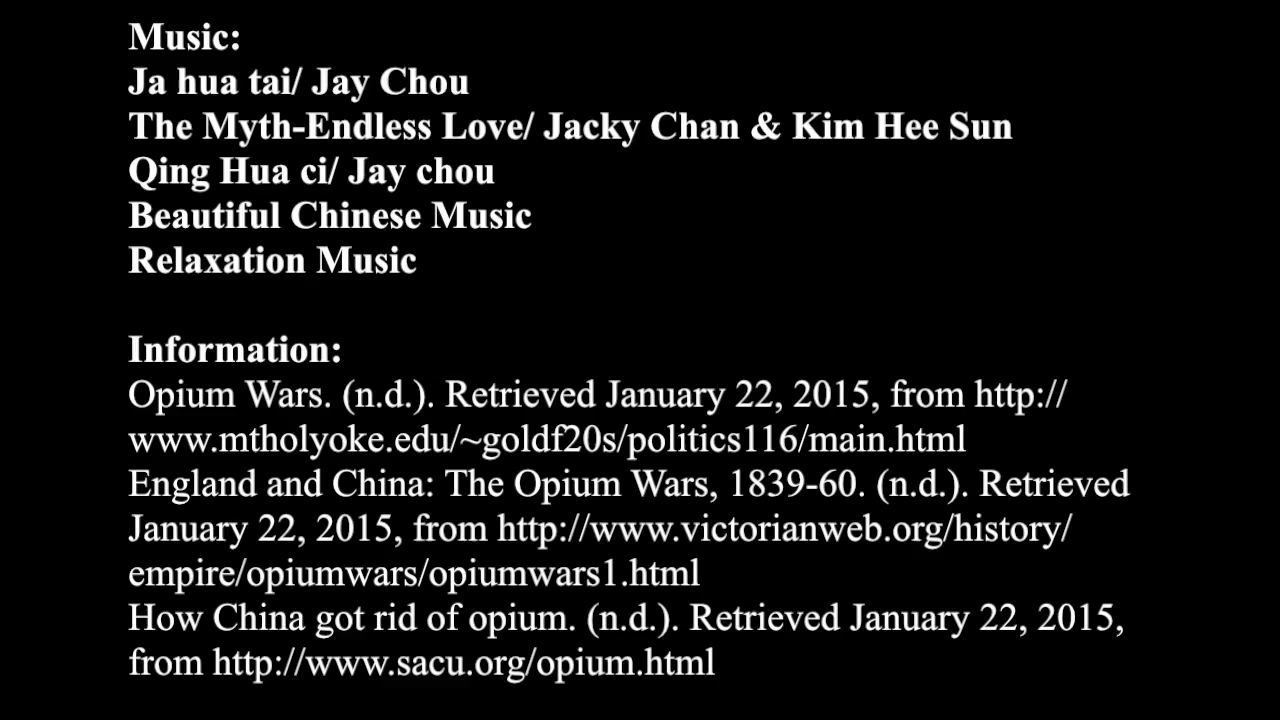 Music:
Ja hua tai/ Jay Chou
The Myth-Endless Love/ Jacky Chan & Kim Hee Sun
Qing Hua ci/ Jay chou
Beautiful Chinese Music
Relaxation Music
Information:
Opium Wars. (n.d.). Retrieved January 22, 2015, from http://
www.mtholyoke.edu/~goldf20s/politics116/main.html
England and China: The Opium Wars, 1839-60. (n.d.). Retrieved
January 22, 2015, from http://www.victorianweb.org/history/
empire/opiumwars/opiumwars1.html
How China got rid of opium. (n.d.). Retrieved January 22, 2015,
from http://www.sacu.org/opium.html